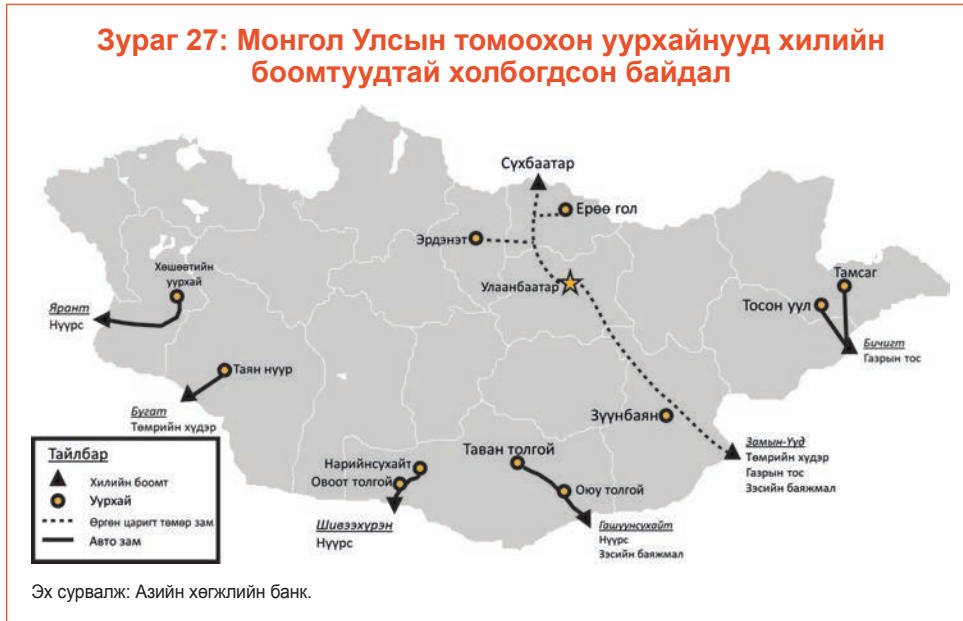 Зураг 27: Монгол Улсын томоохон уурхайнууд хилийн
боомтуудтай холбогдсон байдал
Сүхбаатар
Ерөө гол
Эрдэнэт
Улаанбаатар
Хөшөөтийн
уурхай
Ярант
Нүүрс
Тамсаг
Тосон уул
Бичигт
Газрын тос
Таян нуур
Бугат
Төмрийн хүдэр
Зүүнбаян
Замын-Үүд
Төмрийн хүдэр
Газрын тос
Зэсийн баяжмал
Таван толгой
Нарийнсухайт
Овоот толгой
Оюу толгой
Шивээхүрэн
Нүүрс
Гашуунсухайт
Нүүрс
Зэсийн баяжмал
Тайлбар
Хилийн боомт
Уурхай
Өргөн царигт төмөр зам
Авто зам
Эх сурвалж: Азийн хөгжлийн банк.